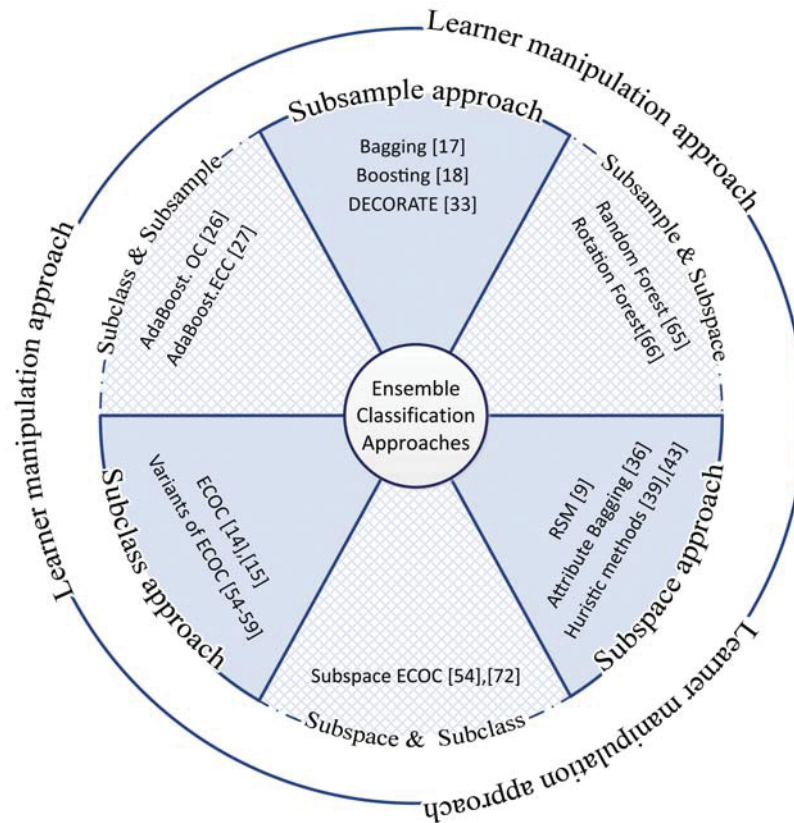 Learner manipulation approach
Subsample approach
Bagging [17]
Boosting [18]
DECORATE [33]
Subsample & Subspace
Random Forest [65]
Rotation Forest[66]
Subspace approach
RSM [9]
Attribute Bagging [36]
Huristic methods [39],[43]
Learner manipulation approach
Subspace ECOC [54],[72]
Subspace & Subclass
Subclass approach
ECOC [14],[15]
Variants of ECOC [54-59]
Learner manipulation approach
Subclass & Subsample
AdaBoost. OC [26]
AdaBoost.ECC [27]
Ensemble
Classification
Approaches